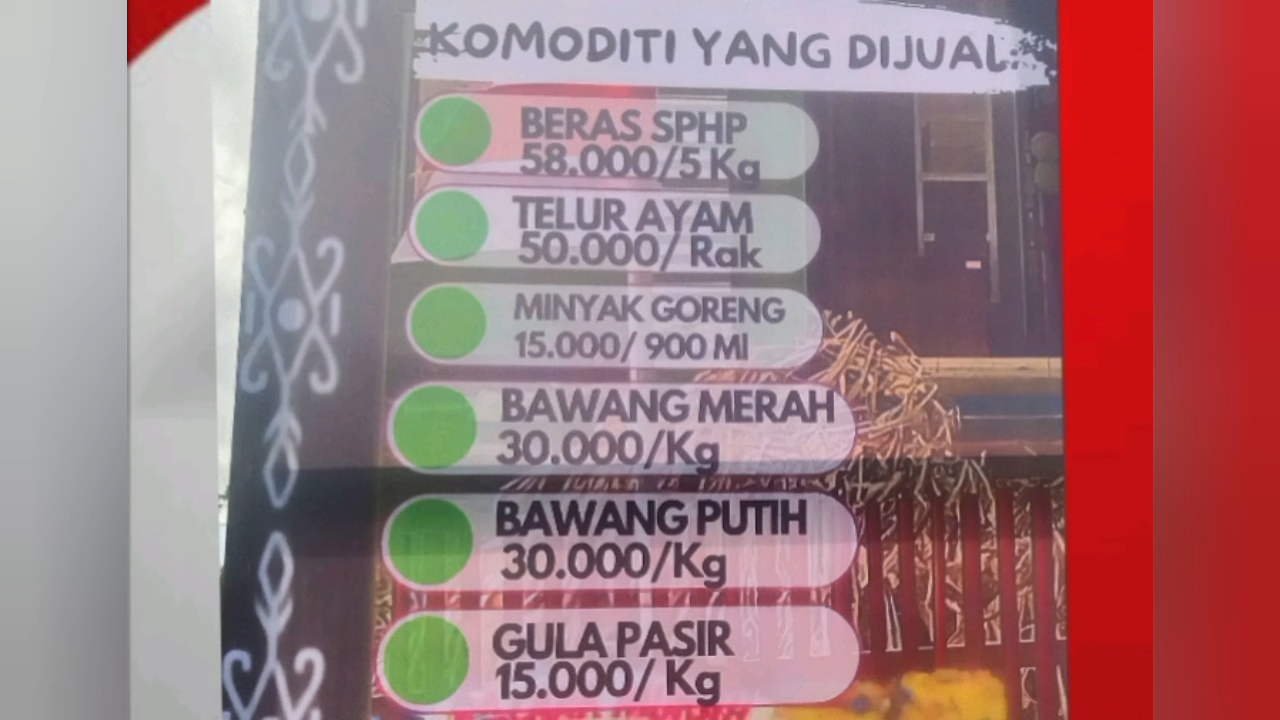 KOMODITI YANG DIJUAL:
BERAS SPHP
58.000/5 Kg
TELUR AYAM
50.000/ Rak
MINYAK GORENG
15.000/ 900 Ml
BAWANG MERAH
30.000/Kg
BAWANG PUTIH
30.000/Kg
GULA PASIR
15.000/ Kg